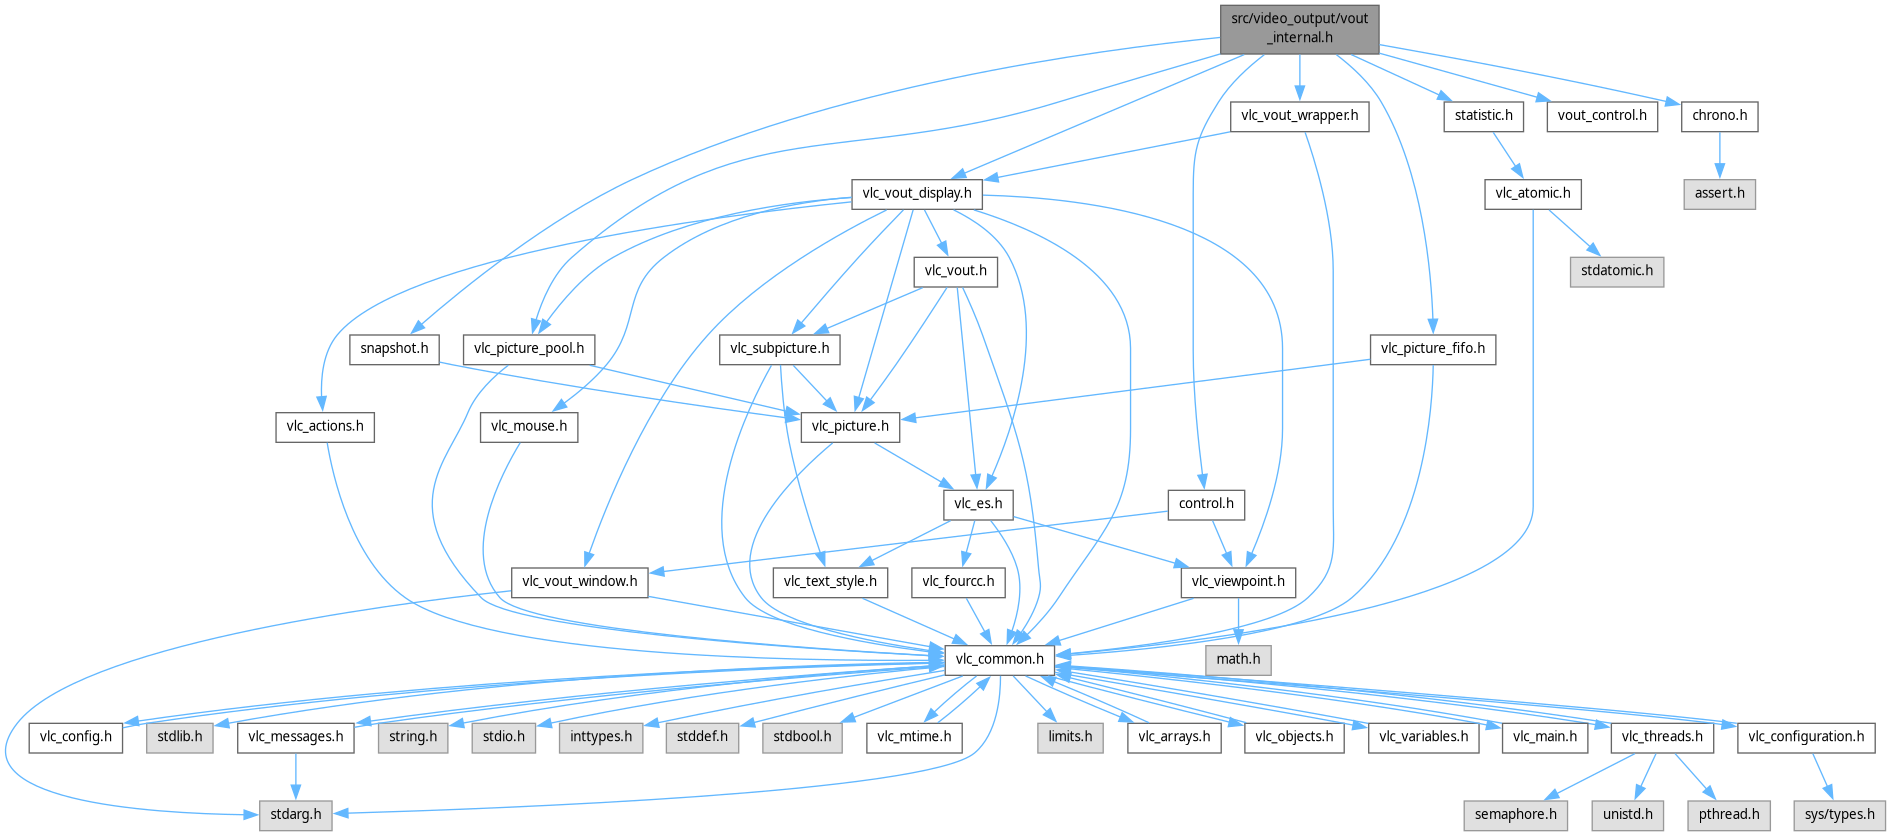 src/video_output/vout
_internal.h
vlc_vout_wrapper.h
statistic.h
vout_control.h
chrono.h
vlc_vout_display.h
vlc_atomic.h
assert.h
vlc_vout.h
stdatomic.h
snapshot.h
vlc_picture_pool.h
vlc_subpicture.h
vlc_picture_fifo.h
vlc_actions.h
vlc_mouse.h
vlc_picture.h
vlc_es.h
control.h
vlc_vout_window.h
vlc_text_style.h
vlc_fourcc.h
vlc_viewpoint.h
vlc_common.h
math.h
vlc_config.h
stdlib.h
vlc_messages.h
string.h
stdio.h
inttypes.h
stddef.h
stdbool.h
vlc_mtime.h
limits.h
vlc_arrays.h
vlc_objects.h
vlc_variables.h
vlc_main.h
vlc_threads.h
vlc_configuration.h
stdarg.h
semaphore.h
unistd.h
pthread.h
sys/types.h